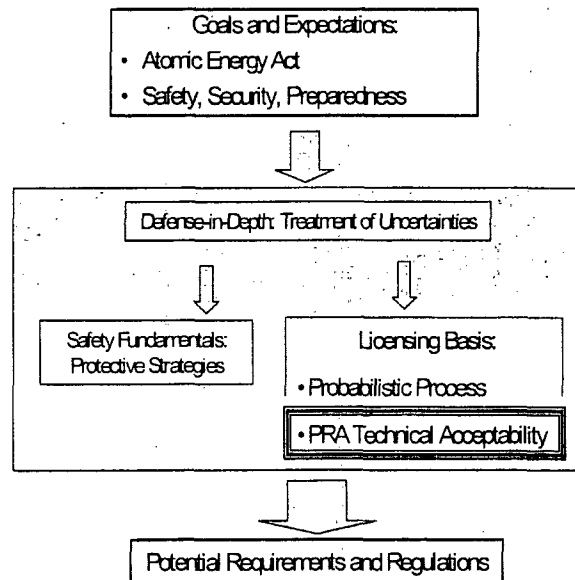 Goals and Expectations:
• Atomic Energy Act
• Safety, Security, Preparedness
Defense-in-Depth: Treatment of Uncertainties
Safety Fundamentals:
Protective Strategies
Licensing Basis:
• Probabilistic Process
• PRA Technical Acceptability
Potential Requirements and Regulations